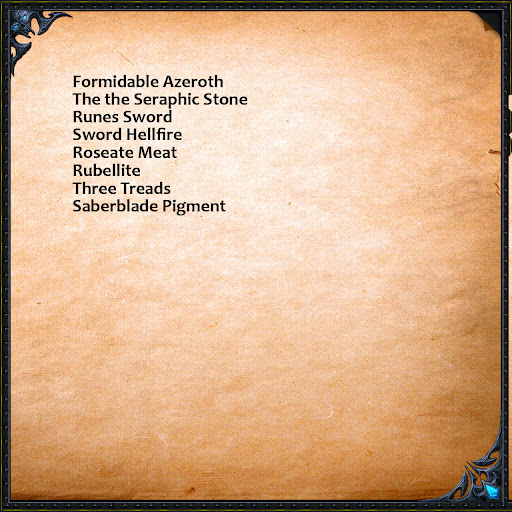 Formidable Azeroth
The the Seraphic Stone
Runes Sword
Sword Hellfire
Roseate Meat
Rubellite
Three Treads
Saberblade Pigment